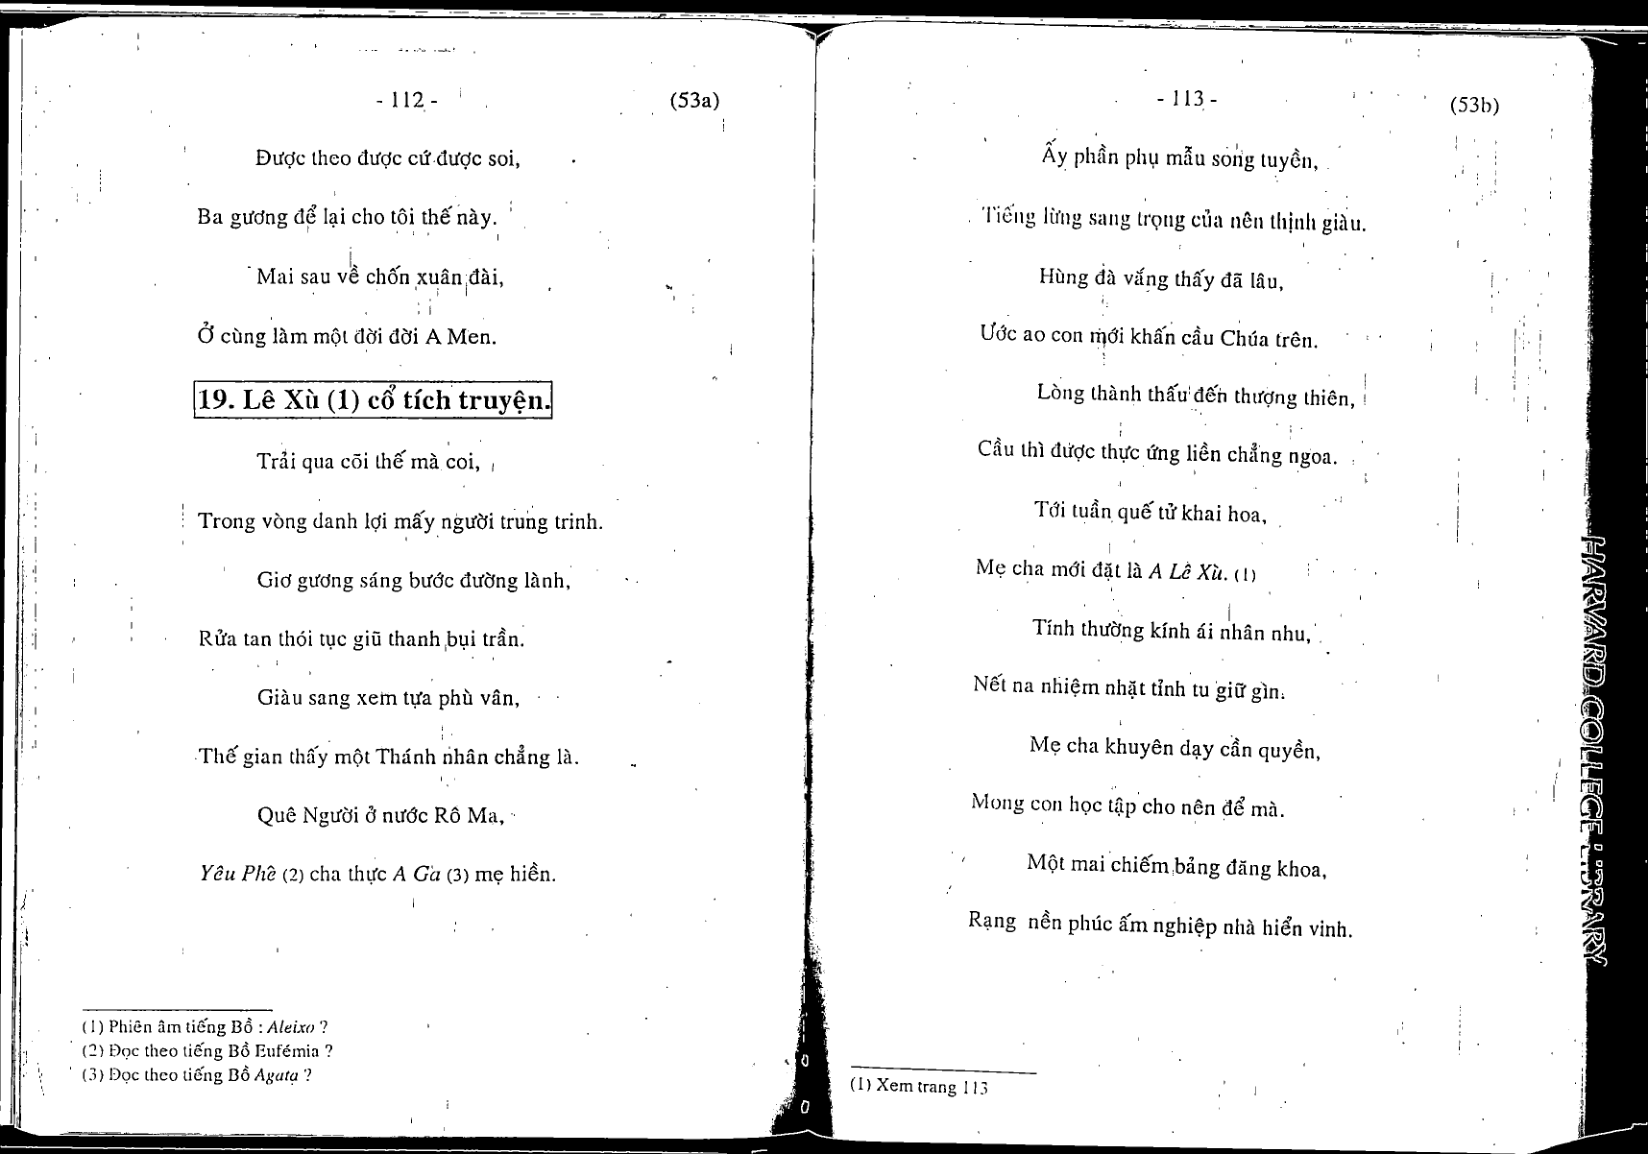 - 112 - (53a)
Được theo được cứ được soi,
Ba gương để lại cho tôi thế này.
Mai sau về chốn xuân đài,
Ở cùng làm một đời đời A Men.
19. Lê Xù (1) cổ tích truyện.
Trải qua cõi thế mà coi,
Trong vòng danh lợi mấy người trung trinh.
Giơ gương sáng bước đường lành,
Rửa tan thói tục giũ thanh bụi trần.
Giàu sang xem tựa phù vân,
Thế gian thấy một Thánh nhân chẳng là.
Quê Người ở nước Rô Ma,
Yêu Phê (2) cha thực A Ga (3) mẹ hiền.
(1) Phiên âm tiếng Bồ : Aleixo ?
(2) Đọc theo tiếng Bồ Eufémia ?
(3) Đọc theo tiếng Bồ Agata ?
- 113 - (53b)
Ấy phần phụ mẫu song tuyền,
Tiếng lừng sang trọng của nên thịnh giàu.
Hùng đà vắng thấy đã lâu,
Ước ao con mới khấn cầu Chúa trên.
Lòng thành thấu đến thượng thiên,
Cầu thì được thực ứng liền chẳng ngoa.
Tới tuần quế tử khai hoa,
Mẹ cha mới đặt là A Lê Xù. (1)
Tính thường kính ái nhân nhu,
Nết na nhiệm nhặt tỉnh tu giữ gìn.
Mẹ cha khuyên dạy cần quyền,
Mong con học tập cho nên để mà.
Một mai chiếm bảng đăng khoa,
Rạng nền phúc ấm nghiệp nhà hiển vinh.
(1) Xem trang 113
HARVARD COLLEGE LIBRARY